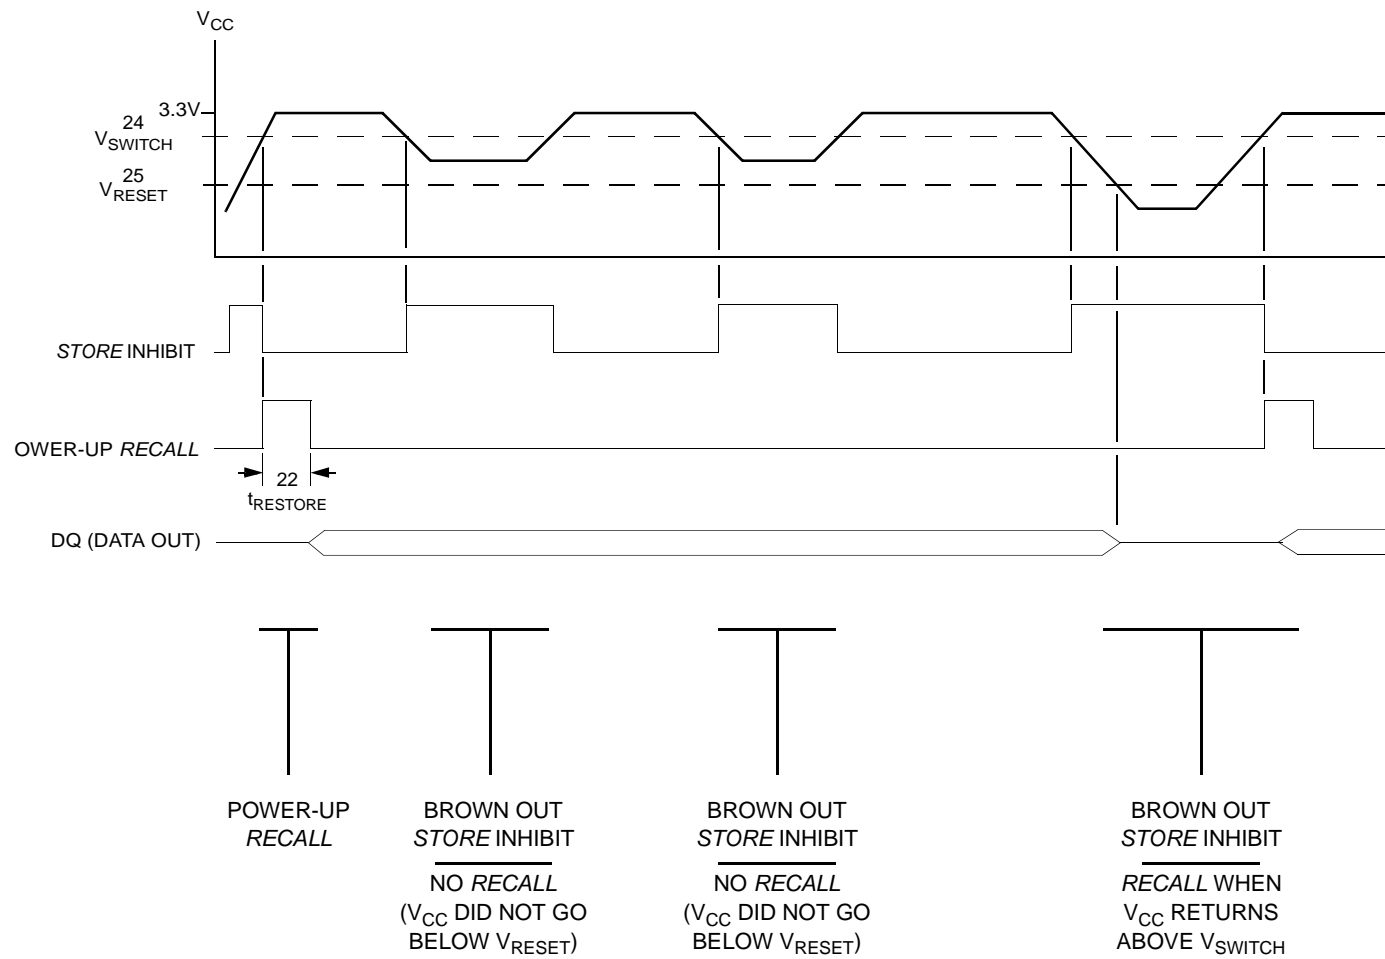 VCC
3.3V
24
VSWITCH
25
VRESET
STORE INHIBIT
OWER-UP RECALL
22
tRESTORE
DQ (DATA OUT)
POWER-UP
RECALL
BROWN OUT
STORE INHIBIT
NO RECALL
(VCC DID NOT GO
BELOW VRESET)
BROWN OUT
STORE INHIBIT
NO RECALL
(VCC DID NOT GO
BELOW VRESET)
BROWN OUT
STORE INHIBIT
RECALL WHEN
VCC RETURNS
ABOVE VSWITCH